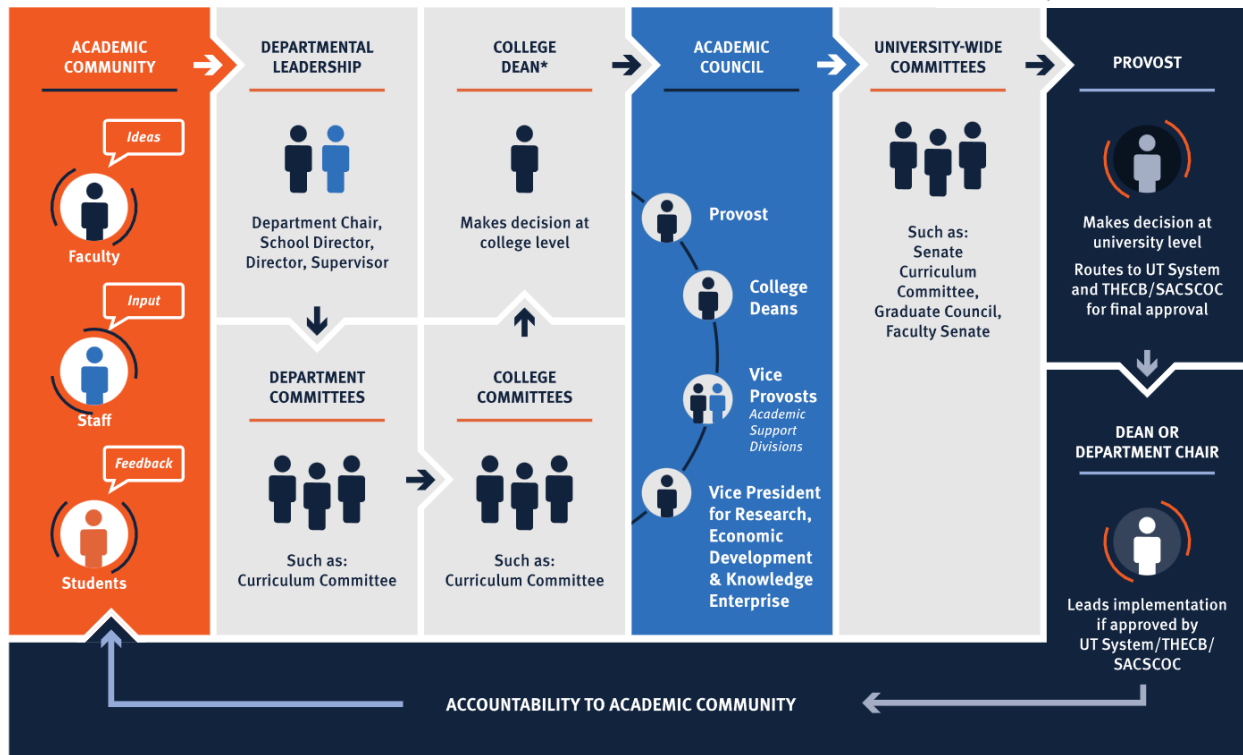 ACADEMIC
COMMUNITY
Ideas
Faculty
Input
Staff
Feedback
Students
DEPARTMENTAL
LEADERSHIP
Department Chair,
School Director,
Director, Supervisor
DEPARTMENT
COMMITTEES
Such as:
Curriculum Committee
COLLEGE
COMMITTEES
Such as:
Curriculum Committee
COLLEGE
DEAN*
Makes decision at
college level
ACADEMIC
COUNCIL
Provost
College
Deans
Vice
Provosts
Academic
Support
Divisions
Vice President
for Research,
Economic
Development
& Knowledge
Enterprise
UNIVERSITY-WIDE
COMMITTEES
Such as:
Senate
Curriculum
Committee,
Graduate Council,
Faculty Senate
PROVOST
Makes decision at
university level
Routes to UT System
and THECB/SACSCOC
for final approval
DEAN OR
DEPARTMENT CHAIR
Leads implementation
if approved by
UT System/THECB/
SACSCOC
ACCOUNTABILITY TO ACADEMIC COMMUNITY